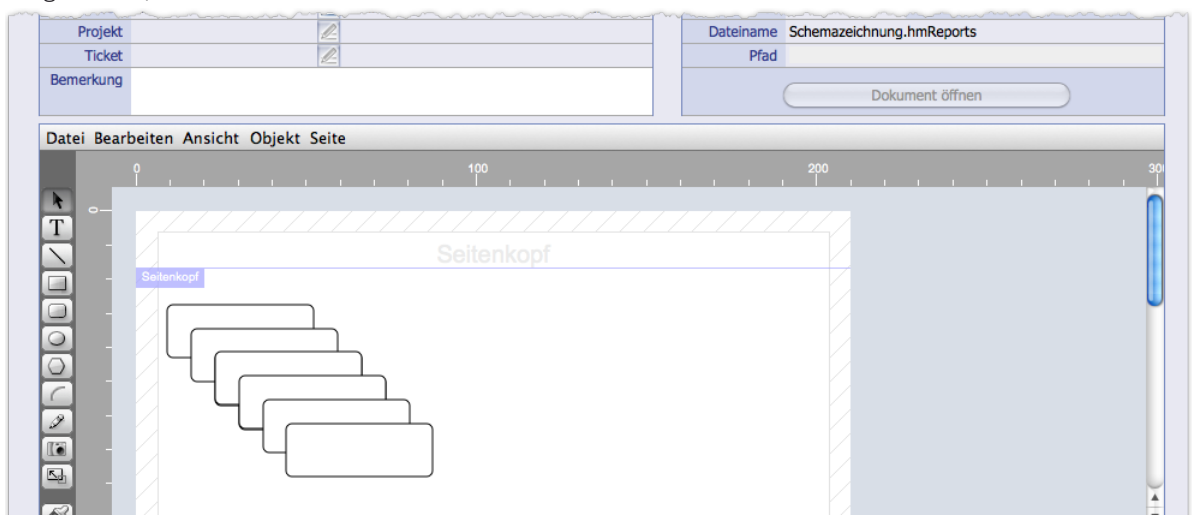 Projekt
Dateiname Schemazeichnung.hmReports
Ticket
Pfad
Bemerkung
Dokument öffnen
Datei Bearbeiten Ansicht Objekt Seite
0 100 200
0
T
Seitenkopf
Seitenkopf